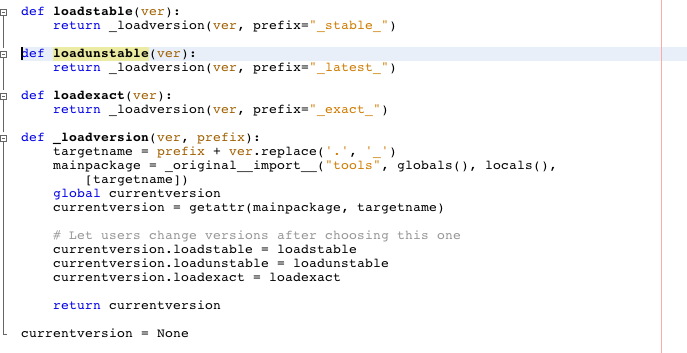 def loadstable(ver):
    return _loadversion(ver, prefix="_stable_")
def loadunstable(ver):
    return _loadversion(ver, prefix="_latest_")
def loadexact(ver):
    return _loadversion(ver, prefix="_exact_")
def _loadversion(ver, prefix):
    targetname = prefix + ver.replace('.', '_')
    mainpackage = _original__import__("tools", globals(), locals(),
        [targetname])
    global currentversion
    currentversion = getattr(mainpackage, targetname)
    # Let users change versions after choosing this one
    currentversion.loadstable = loadstable
    currentversion.loadunstable = loadunstable
    currentversion.loadexact = loadexact
    return currentversion
currentversion = None